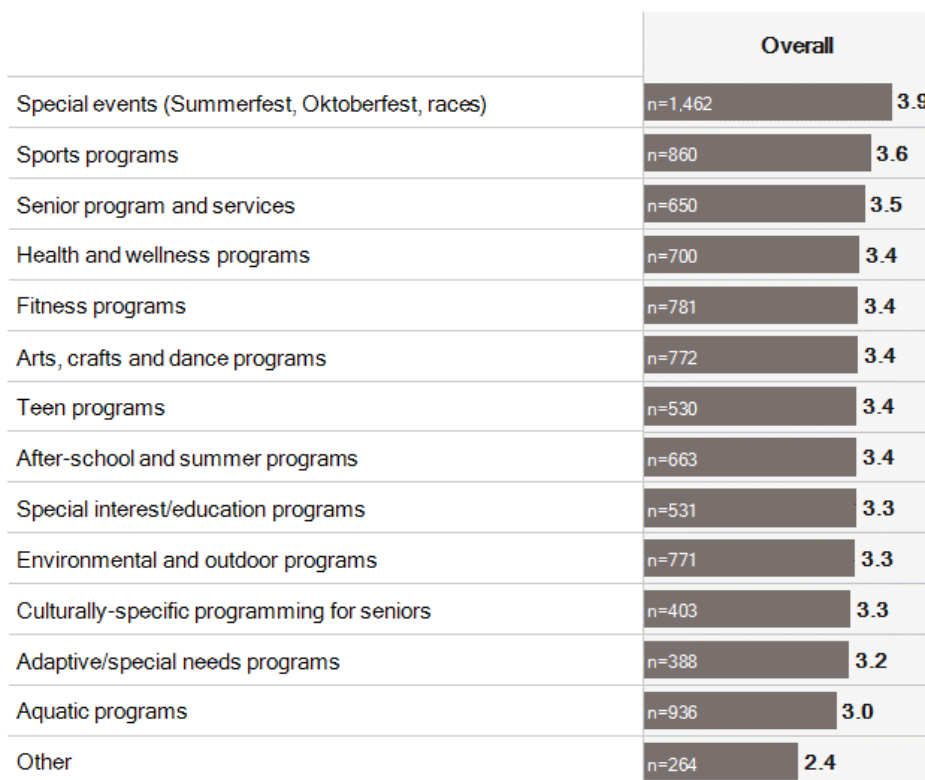 Overall
Special events (Summerfest, Oktoberfest, races) n=1,462 3.9
Sports programs n=860 3.6
Senior program and services n=650 3.5
Health and wellness programs n=700 3.4
Fitness programs n=781 3.4
Arts, crafts and dance programs n=772 3.4
Teen programs n=530 3.4
After-school and summer programs n=663 3.4
Special interest/education programs n=531 3.3
Environmental and outdoor programs n=771 3.3
Culturally-specific programming for seniors n=403 3.3
Adaptive/special needs programs n=388 3.2
Aquatic programs n=936 3.0
Other n=264 2.4